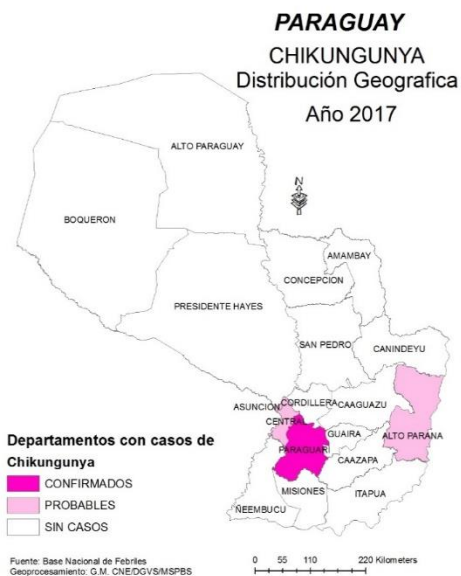 PARAGUAY
CHIKUNGUNYA
Distribución Geografica
Año 2017
ALTO PARAGUAY
N
BOQUERON
AMAMBAY
CONCEPCION
PRESIDENTE HAYES
SAN PEDRO
CANINDEYU
ASUNCION
CORDILLERA
CAAGUAZU
CENTRAL
GUAIRA
ALTO PARANA
PARAGUARI
CAAZAPA
MISIONES
ITAPUA
ÑEEMBUCU
Departamentos con casos de
Chikungunya
CONFIRMADOS
PROBABLES
SIN CASOS
Fuente: Base Nacional de Febriles
Geoprocesamiento: G.M. CNE/DGVS/MSPBS
0 55 110 220 Kilometers